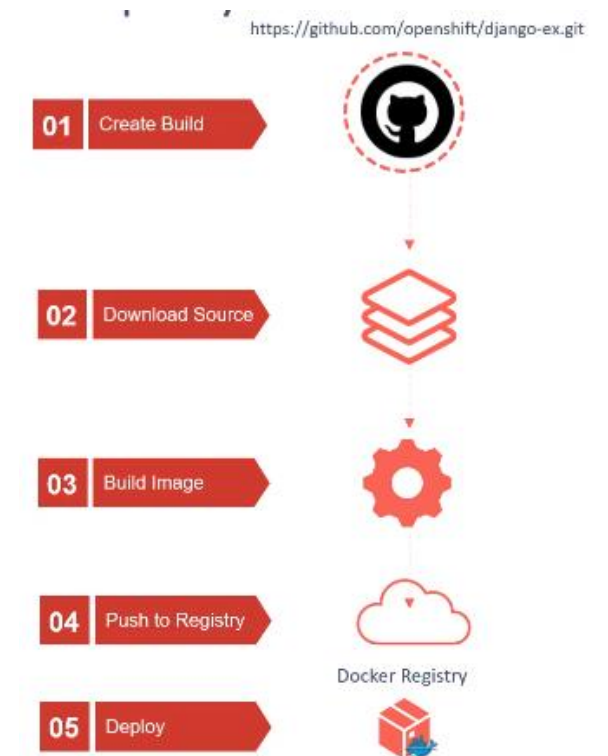 https://github.com/openshift/django-ex.git
01 Create Build
02 Download Source
03 Build Image
04 Push to Registry
Docker Registry
05 Deploy